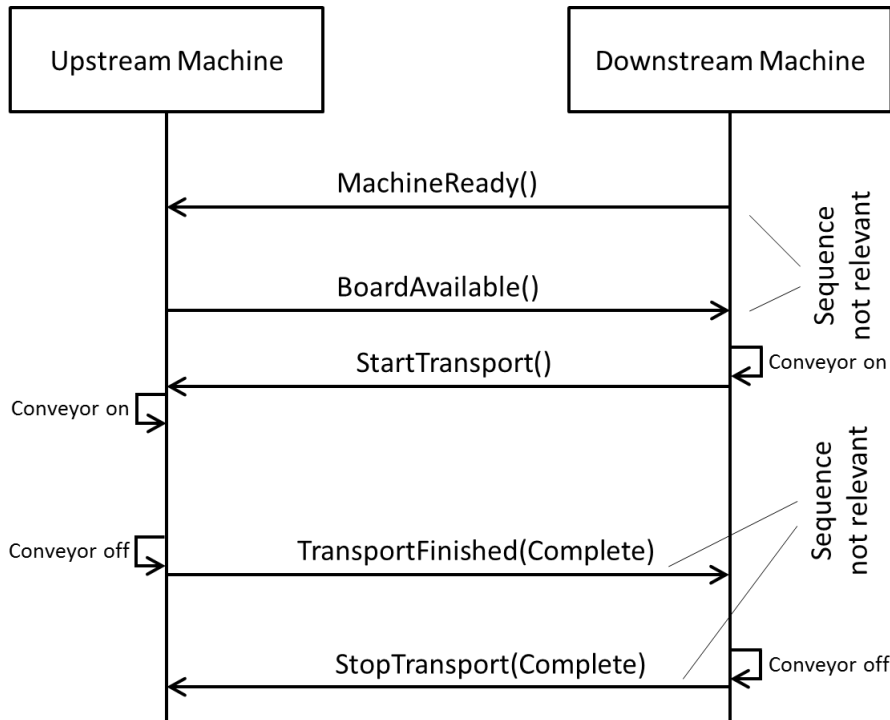 Upstream Machine
Downstream Machine
MachineReady()
Sequence
not relevant
BoardAvailable()
StartTransport()
Conveyor on
Conveyor on
Sequence
not relevant
Conveyor off
TransportFinished(Complete)
StopTransport(Complete)
Conveyor off